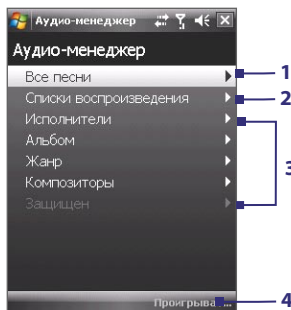 Аудио-менеджер
Аудио-менеджер
Все песни
1
Списки воспроизведения
2
Исполнители
Альбом
3
Жанр
Композиторы
Защищен
Проигрыва...
4